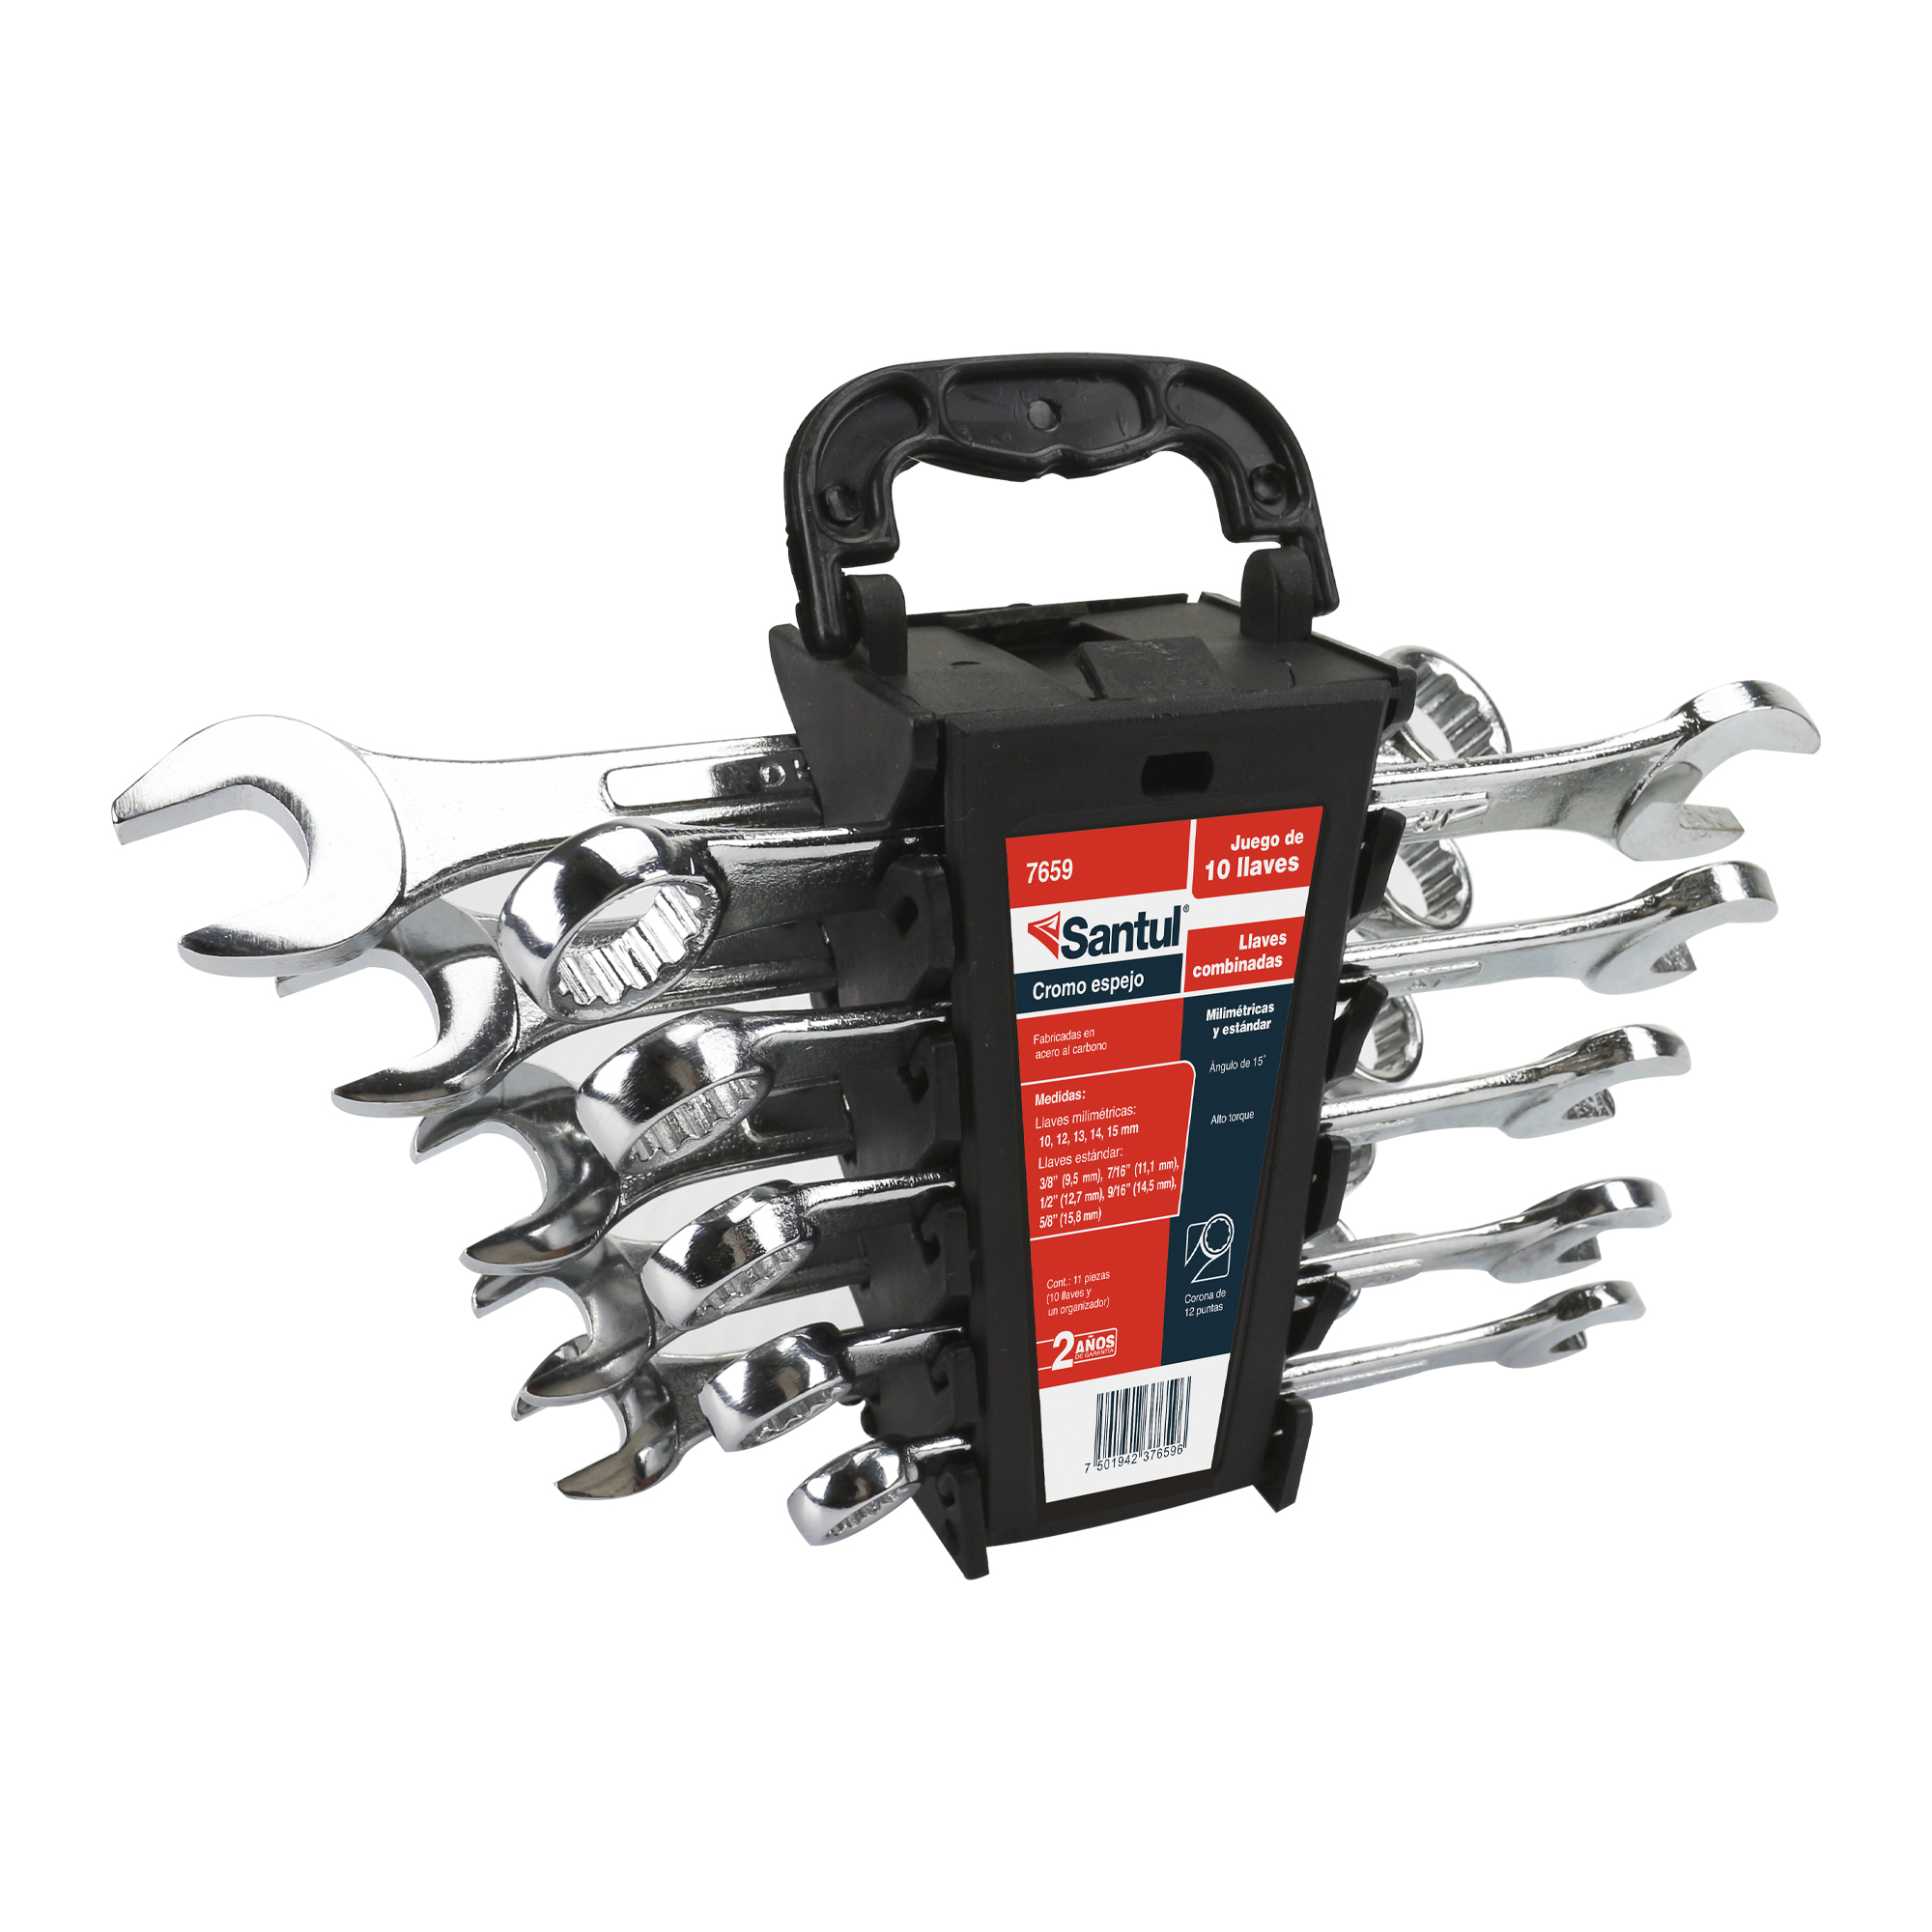 7659
Juego de
10 llaves
Santul®
Cromo espejo
Llaves
combinadas
Fabricadas en
acero al carbono
Milimétricas
y estándar
Ángulo de 15°
Alto torque
Medidas:
Llaves milimétricas:
10, 12, 13, 14, 15 mm
Llaves estándar:
3/8” (9,5 mm), 7/16” (11,1 mm),
1/2” (12,7 mm), 9/16” (14,5 mm),
5/8” (15,8 mm)
Cont.: 11 piezas
(10 llaves y
un organizador)
Corona de
12 puntas
2 AÑOS
DE GARANTÍA
7 501942 376596